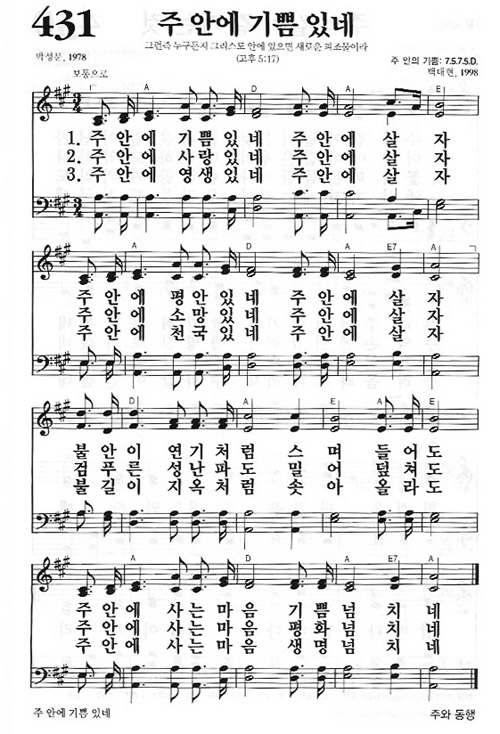 431
주 안에 기쁨 있네
그런즉 누구든지 그리스도 안에 있으면 새로운 피조물이라
(고후 5:17)
박성문, 1978
주 안의 기쁨: 7.5.7.5.D.
백대현, 1998
보통으로
A D A E
1. 주 안 에 기 쁨 있 네 주 안 에 살 자
2. 주 안 에 사 랑 있 네 주 안 에 살 자
3. 주 안 에 영 생 있 네 주 안 에 살 자
A D A E7 A
주 안 에 평 안 있 네 주 안 에 살 자
주 안 에 소 망 있 네 주 안 에 살 자
주 안 에 천 국 있 네 주 안 에 살 자
D A E
불 안 이 연 기 처 럼 스 며 들 어 도
검 푸 른 성 난 파 도 밀 어 덮 쳐 도
불 길 이 지 옥 처 럼 솟 아 올 라 도
A D A E7 A
주 안 에 사 는 마 음 기 쁨 넘 치 네
주 안 에 사 는 마 음 평 화 넘 치 네
주 안 에 사 는 마 음 생 명 넘 치 네
주 안에 기쁨 있네
주와 동행